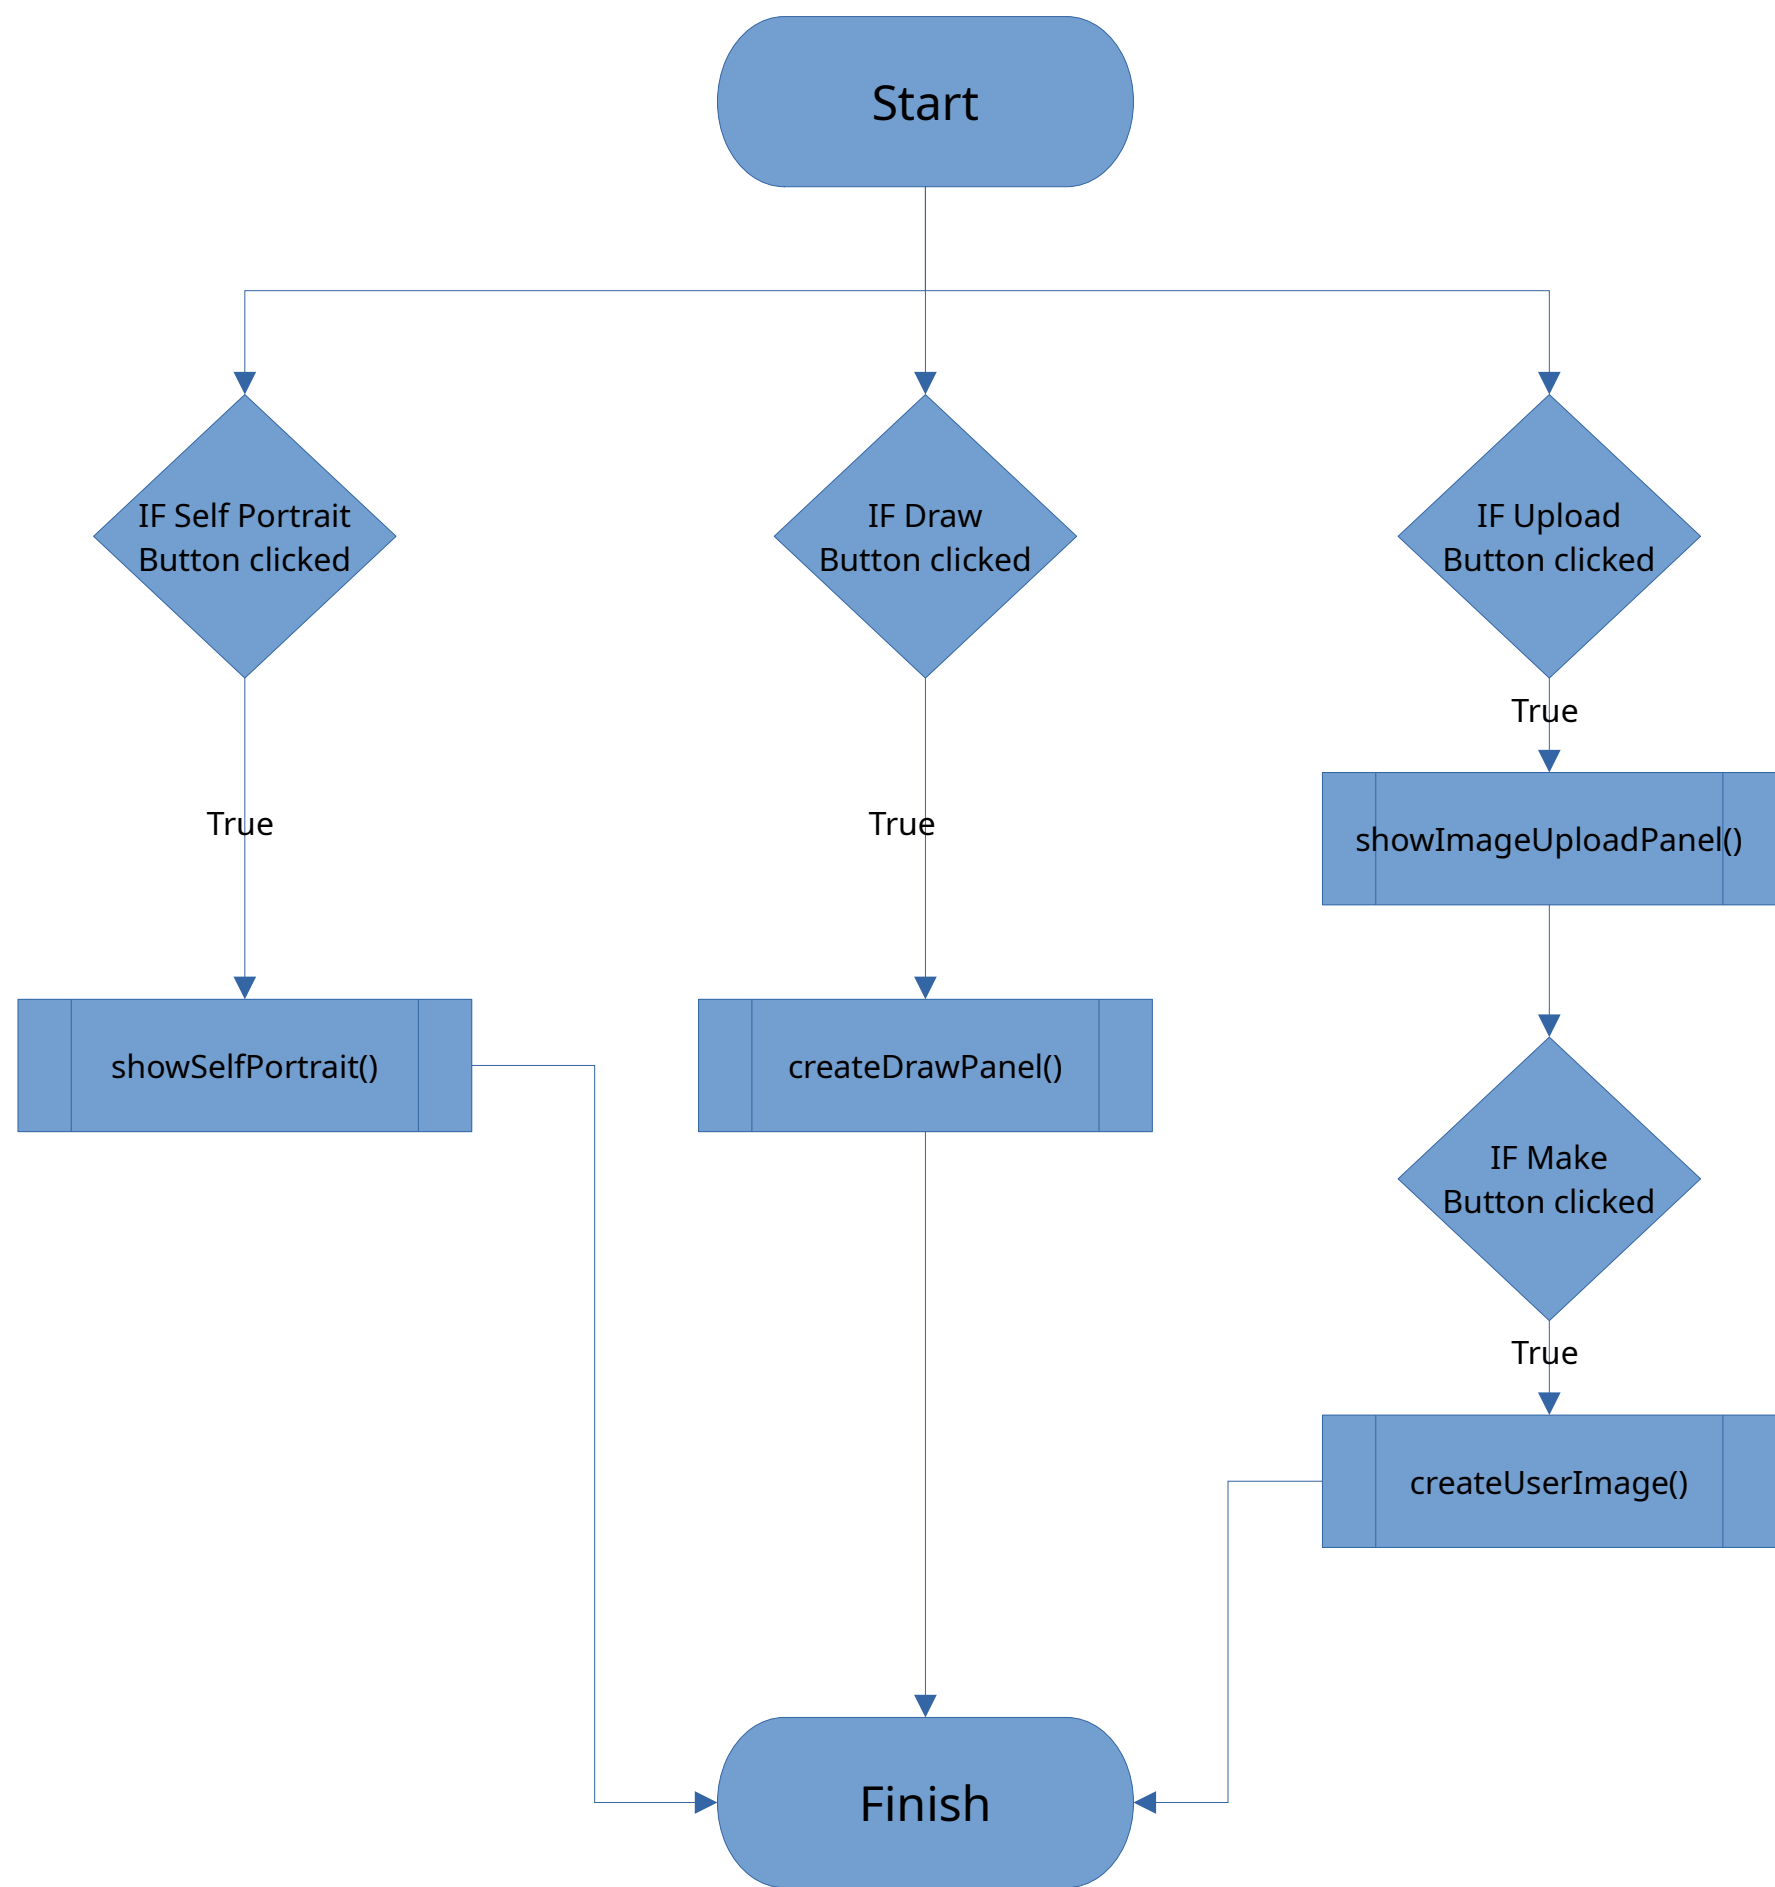 Start
IF Self Portrait
Button clicked
IF Draw
Button clicked
IF Upload
Button clicked
True
True
True
showImageUploadPanel()
showSelfPortrait()
createDrawPanel()
IF Make
Button clicked
True
createUserImage()
Finish